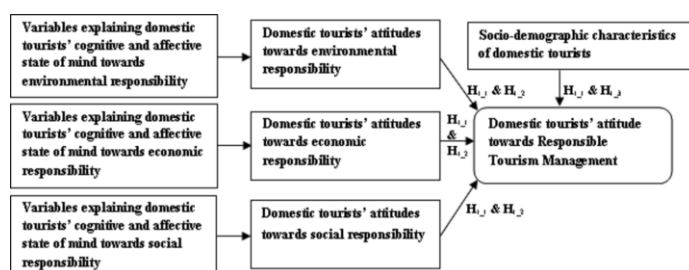 Variables explaining domestic
tourists' cognitive and affective
state of mind towards
environmental responsibility
Domestic tourists' attitudes
towards environmental
responsibility
Socio-demographic characteristics
of domestic tourists
H₁_₁ & H₁_₂
H₁_₁ & H₁_₃
Variables explaining domestic
tourists' cognitive and affective
state of mind towards economic
responsibility
Domestic tourists' attitudes
towards economic
responsibility
H₁_₁
&
H₁_₂
Domestic tourists' attitude
towards Responsible
Tourism Management
Variables explaining domestic
tourists' cognitive and affective
state of mind towards social
responsibility
Domestic tourists' attitudes
towards social responsibility
H₁_₁ & H₁_₂